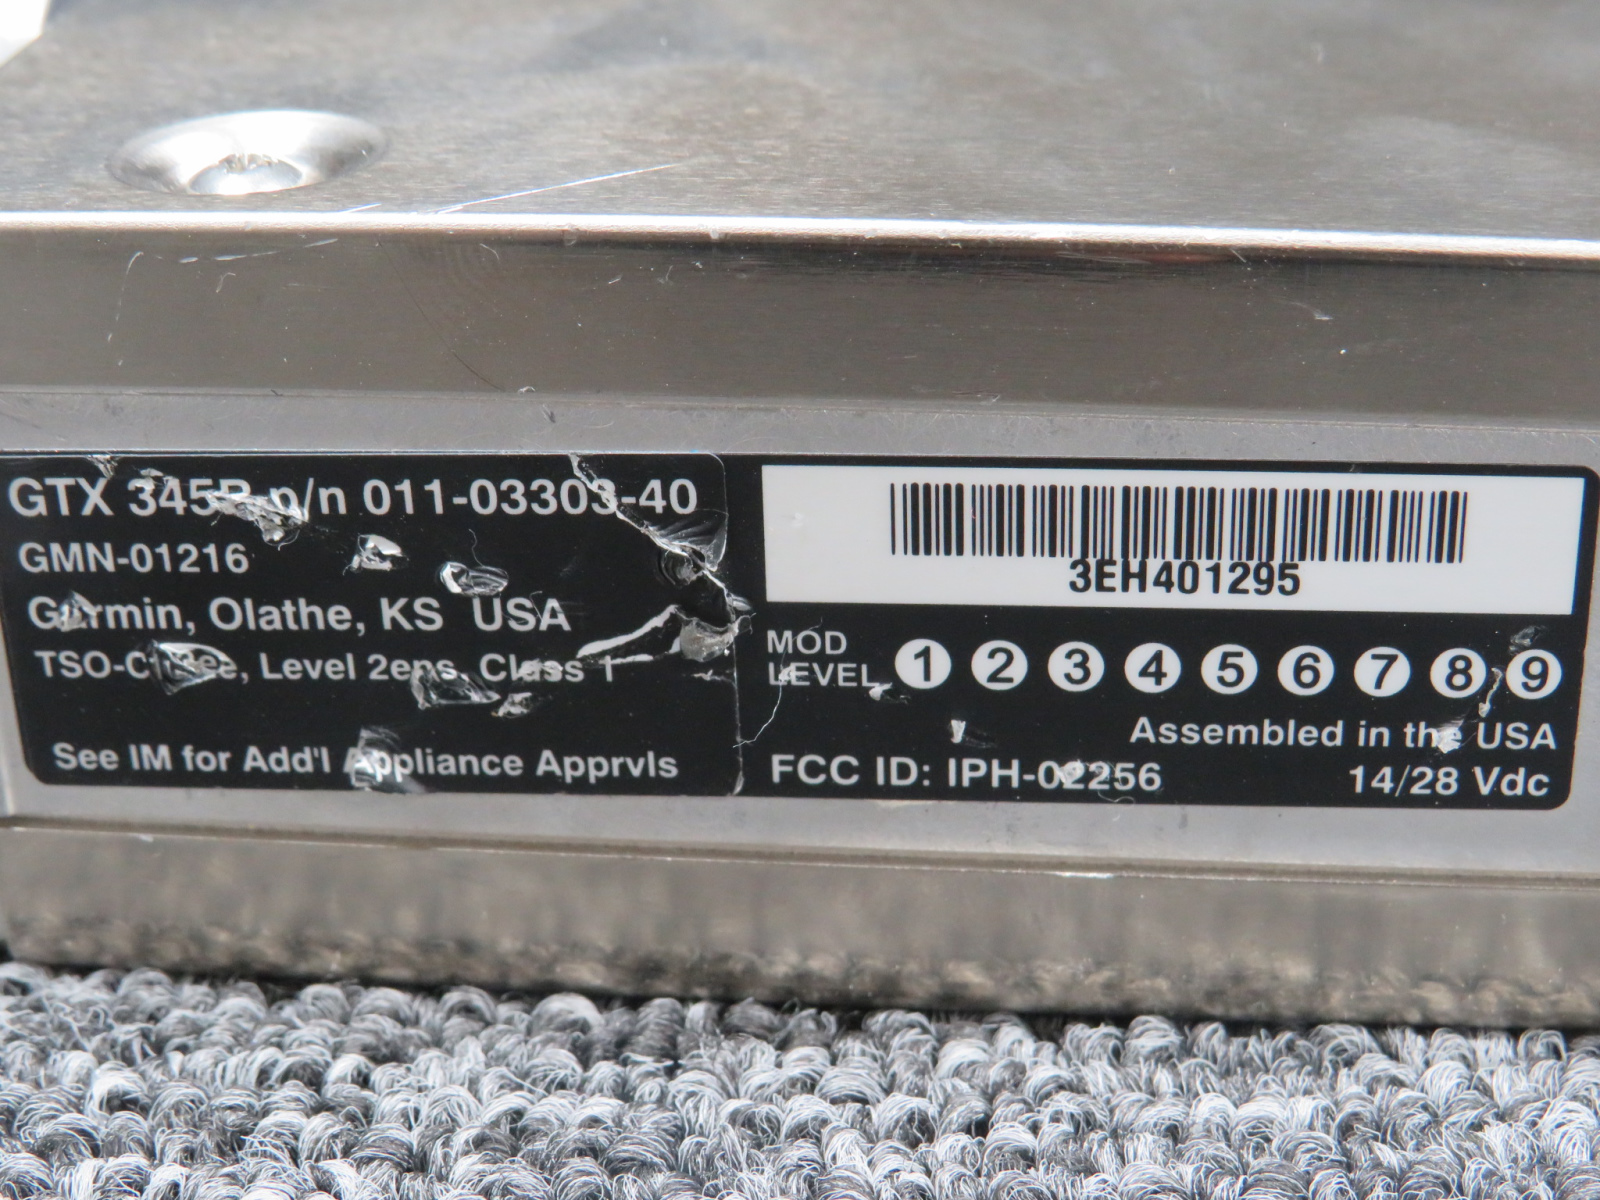 GTX 345R p/n 011-03303-40
GMN-01216
Garmin, Olathe, KS USA
Level 2ens, Class 1
See IM for Add'l Appliance Apprvls
3EH401295
MOD
LEVEL 1 2 3 4 5 6 7 8 9
Assembled in the USA
FCC ID: IPH-02256 14/28 Vdc